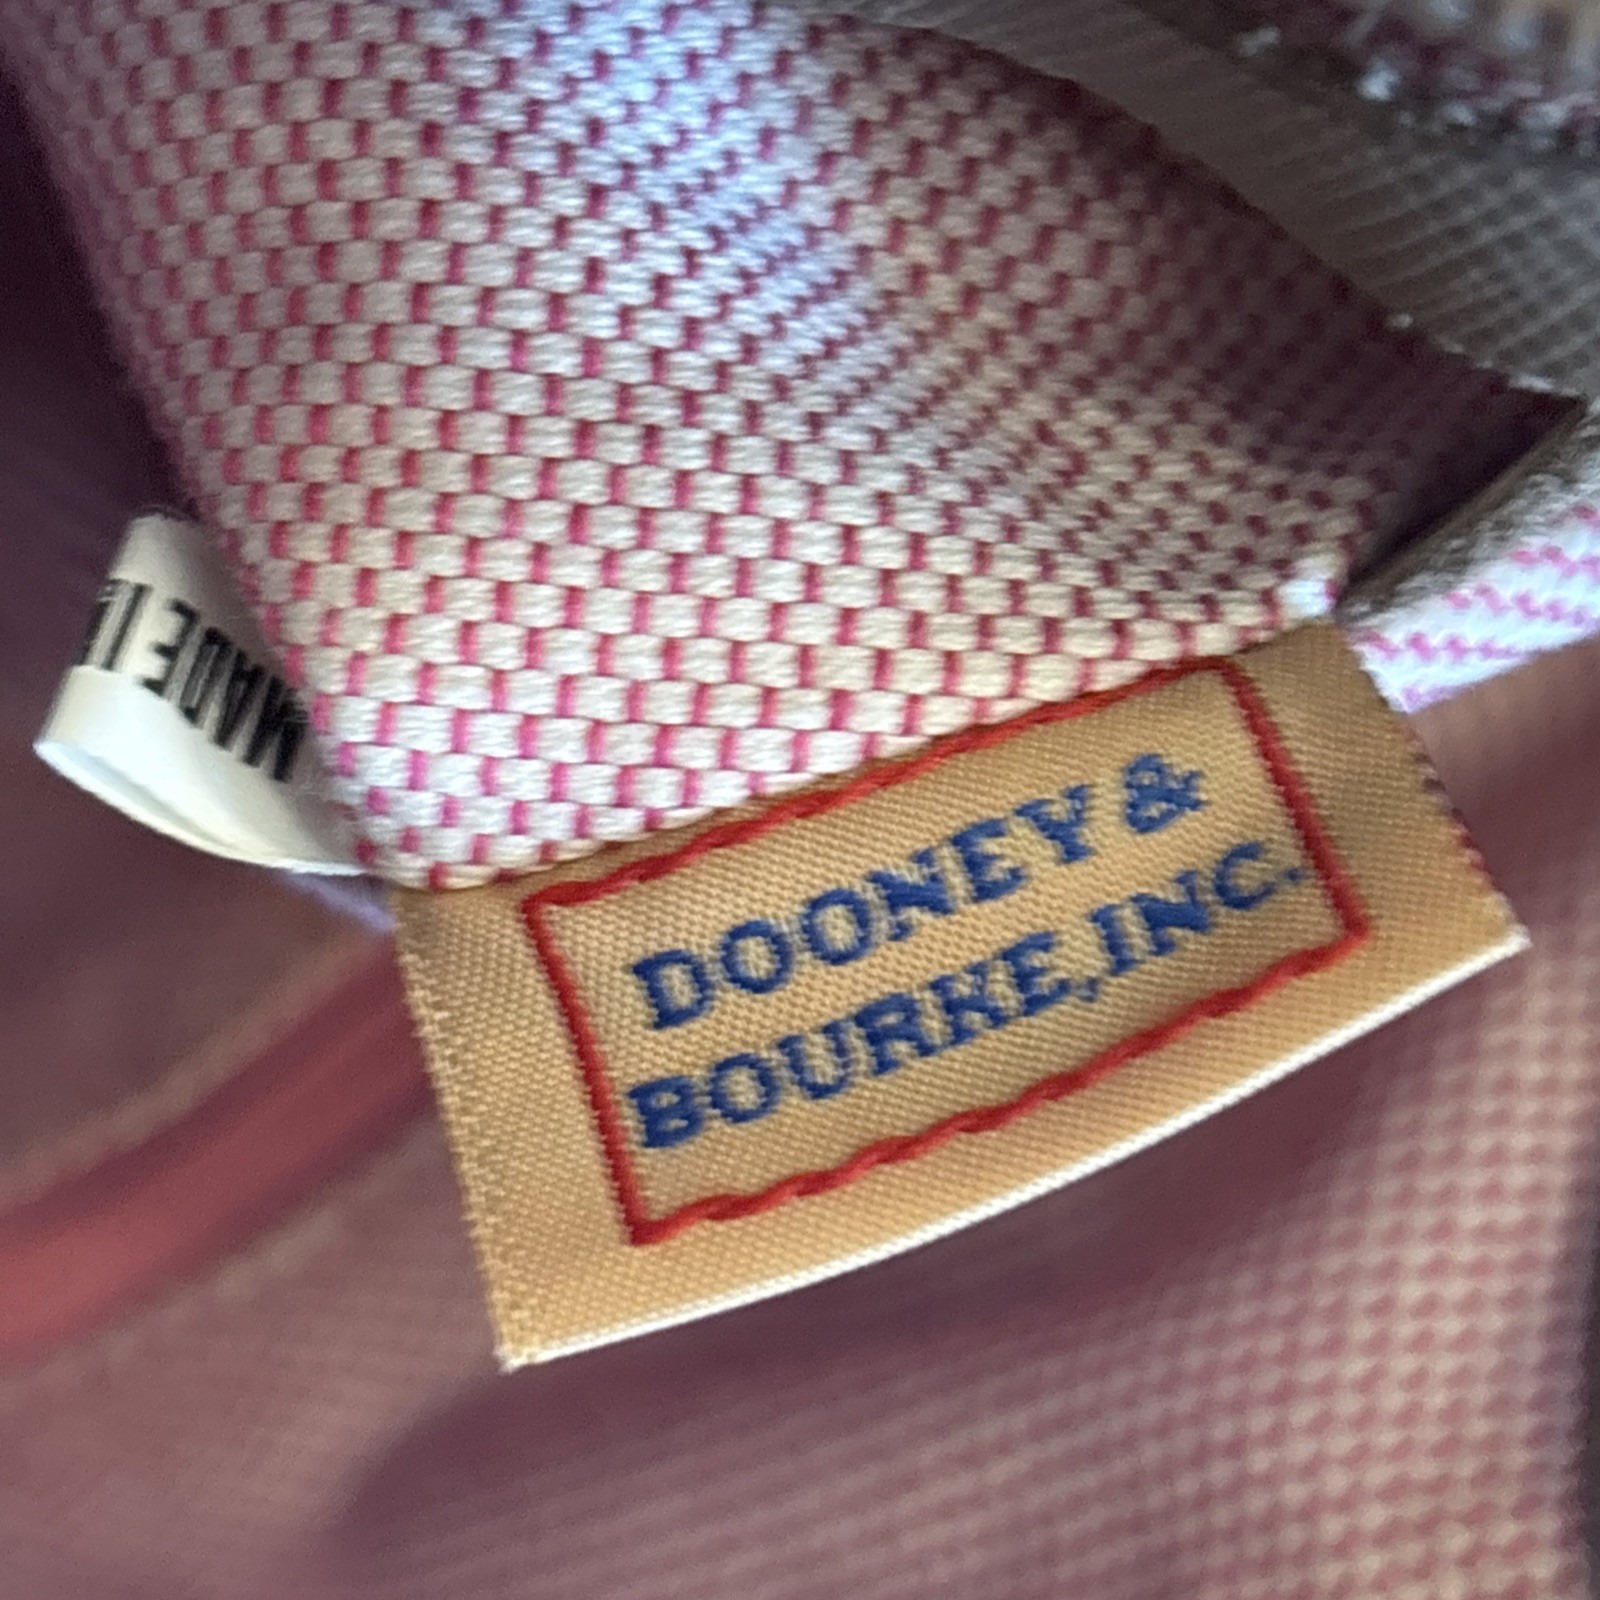 MADE I
DOONEY &
BOURKE, INC.